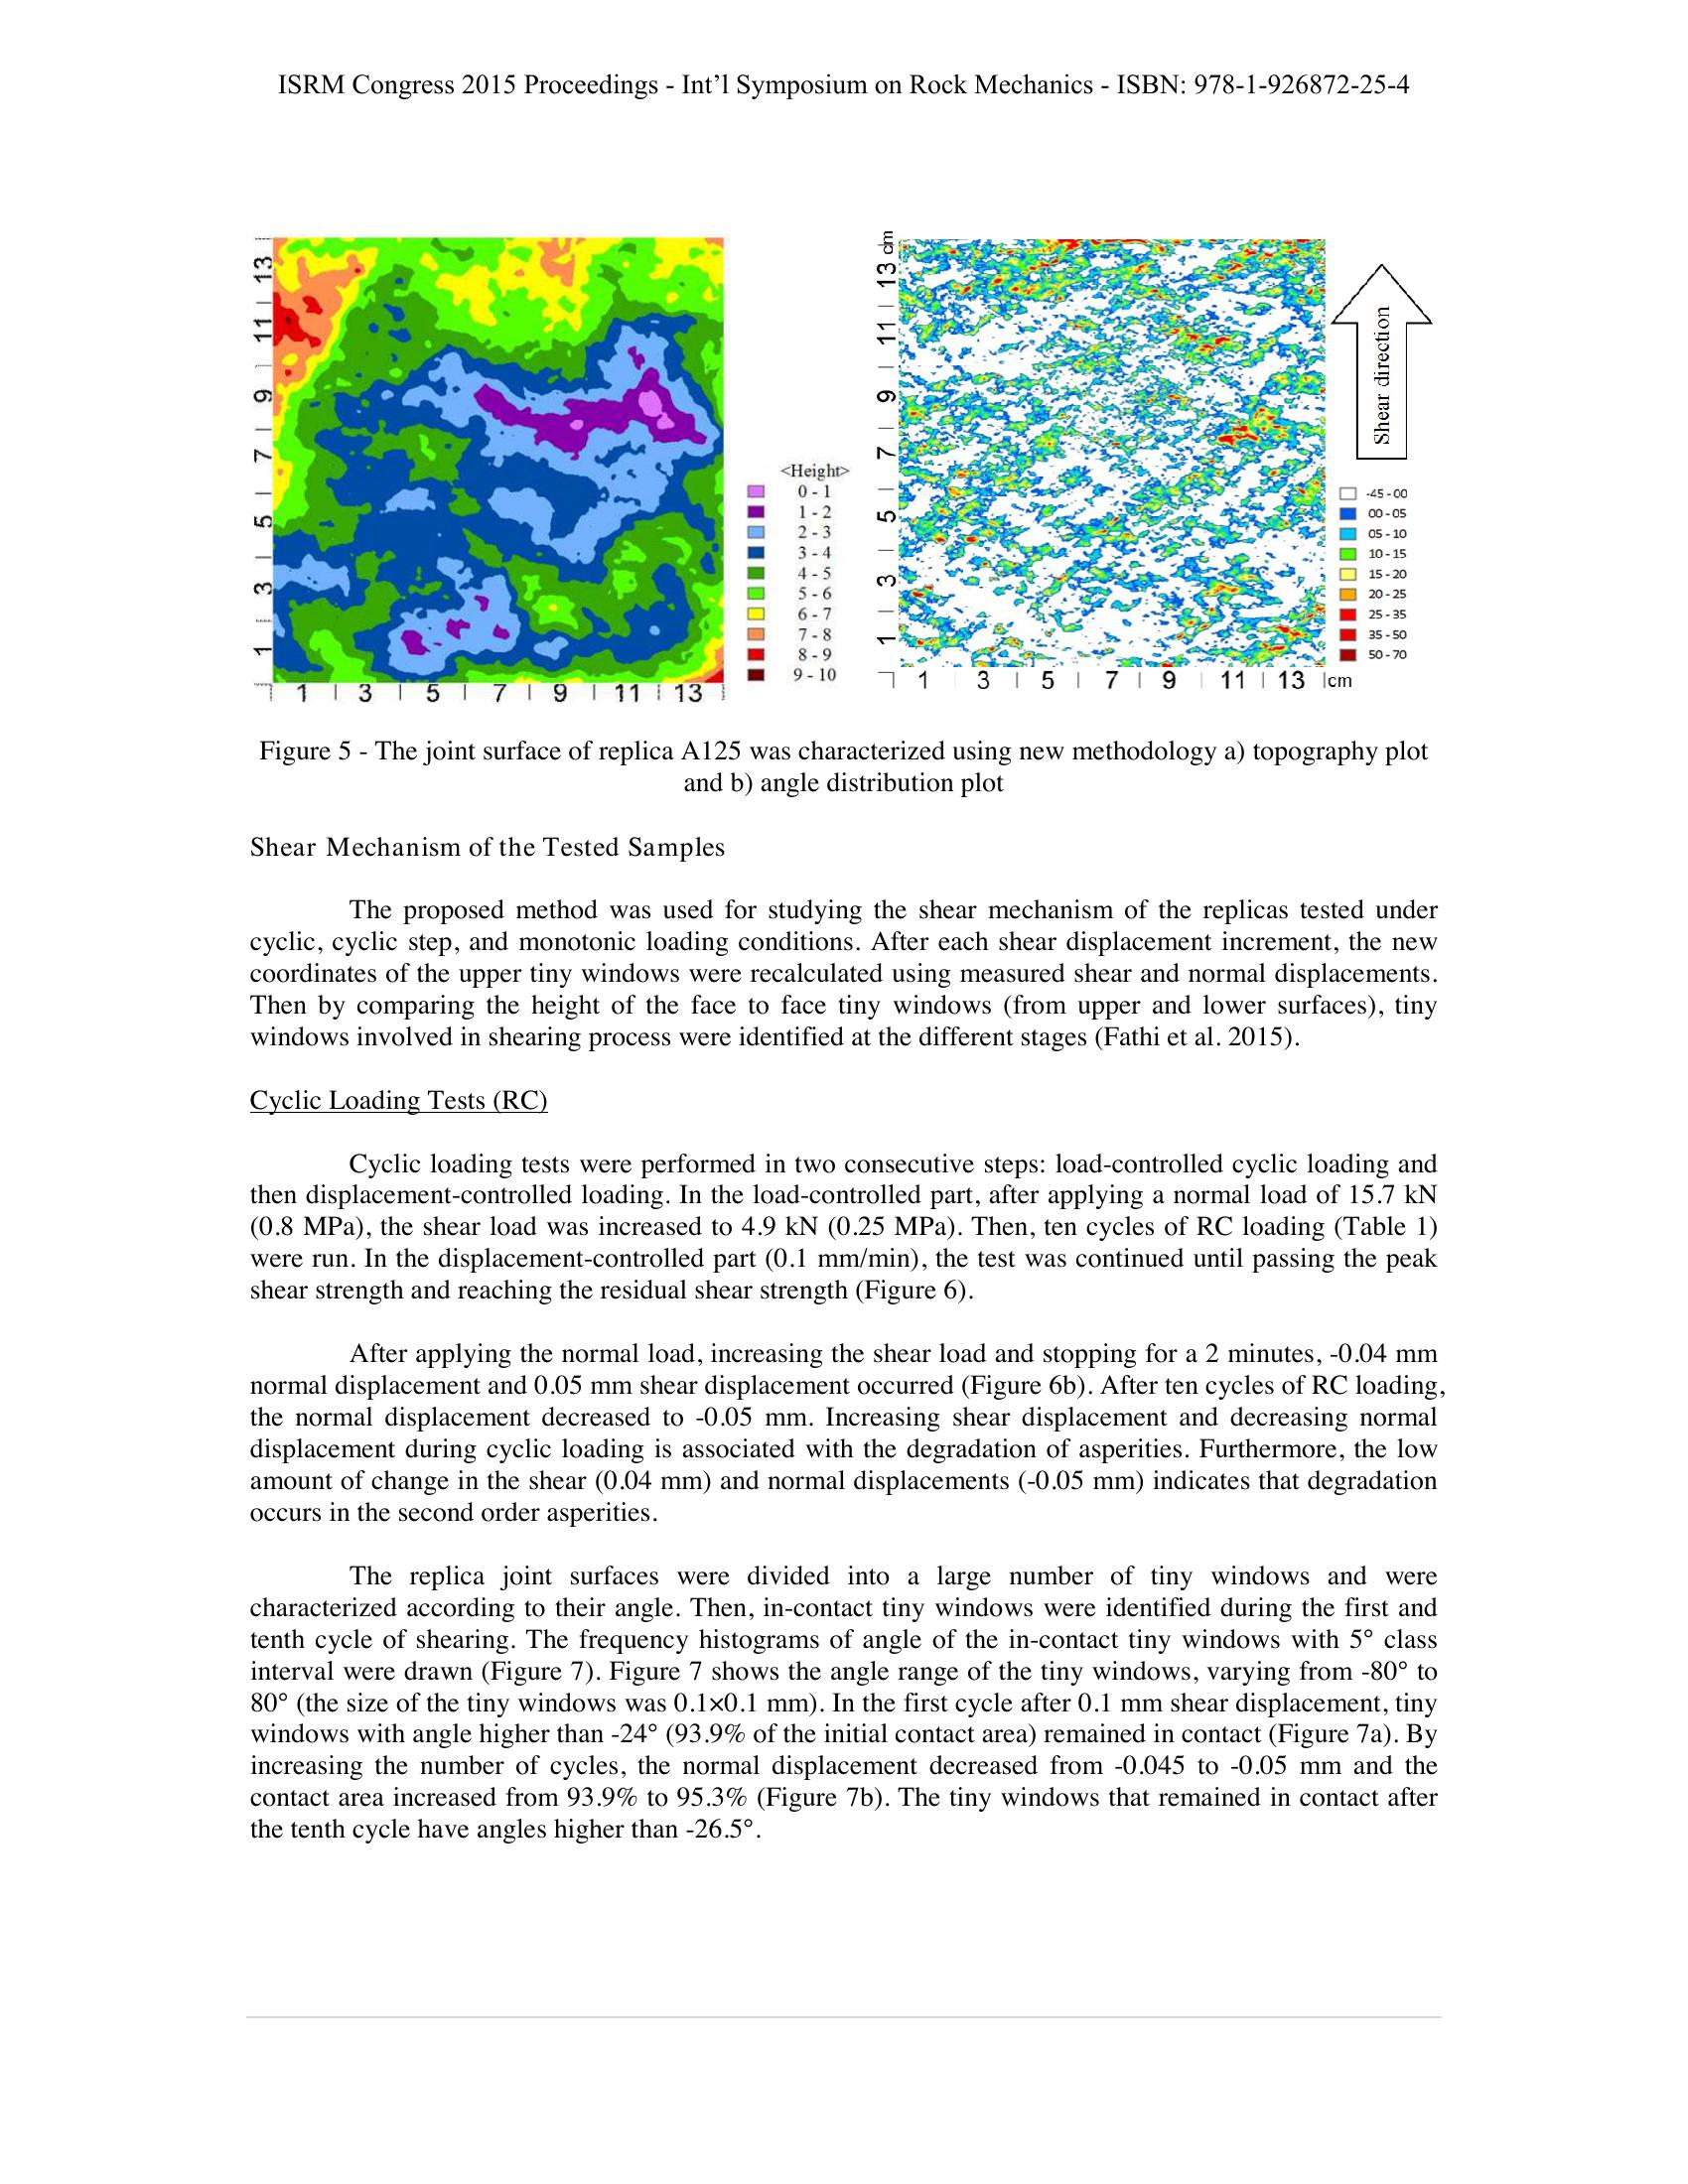 ISRM Congress 2015 Proceedings - Int'l Symposium on Rock Mechanics - ISBN: 978-1-926872-25-4
13
11
9
7
5
3
1
1 3 5 7 9 11 13
<Height>
0 - 1
1 - 2
2 - 3
3 - 4
4 - 5
5 - 6
6 - 7
7 - 8
8 - 9
9 - 10
cm
13
11
9
7
5
3
1
1 3 5 7 9 11 13 cm
Shear direction
-45 - 00
00 - 05
05 - 10
10 - 15
15 - 20
20 - 25
25 - 35
35 - 50
50 - 70
Figure 5 - The joint surface of replica A125 was characterized using new methodology a) topography plot
and b) angle distribution plot
Shear Mechanism of the Tested Samples
The proposed method was used for studying the shear mechanism of the replicas tested under
cyclic, cyclic step, and monotonic loading conditions. After each shear displacement increment, the new
coordinates of the upper tiny windows were recalculated using measured shear and normal displacements.
Then by comparing the height of the face to face tiny windows (from upper and lower surfaces), tiny
windows involved in shearing process were identified at the different stages (Fathi et al. 2015).
Cyclic Loading Tests (RC)
Cyclic loading tests were performed in two consecutive steps: load-controlled cyclic loading and
then displacement-controlled loading. In the load-controlled part, after applying a normal load of 15.7 kN
(0.8 MPa), the shear load was increased to 4.9 kN (0.25 MPa). Then, ten cycles of RC loading (Table 1)
were run. In the displacement-controlled part (0.1 mm/min), the test was continued until passing the peak
shear strength and reaching the residual shear strength (Figure 6).
After applying the normal load, increasing the shear load and stopping for a 2 minutes, -0.04 mm
normal displacement and 0.05 mm shear displacement occurred (Figure 6b). After ten cycles of RC loading,
the normal displacement decreased to -0.05 mm. Increasing shear displacement and decreasing normal
displacement during cyclic loading is associated with the degradation of asperities. Furthermore, the low
amount of change in the shear (0.04 mm) and normal displacements (-0.05 mm) indicates that degradation
occurs in the second order asperities.
The replica joint surfaces were divided into a large number of tiny windows and were
characterized according to their angle. Then, in-contact tiny windows were identified during the first and
tenth cycle of shearing. The frequency histograms of angle of the in-contact tiny windows with 5° class
interval were drawn (Figure 7). Figure 7 shows the angle range of the tiny windows, varying from -80° to
80° (the size of the tiny windows was 0.1×0.1 mm). In the first cycle after 0.1 mm shear displacement, tiny
windows with angle higher than -24° (93.9% of the initial contact area) remained in contact (Figure 7a). By
increasing the number of cycles, the normal displacement decreased from -0.045 to -0.05 mm and the
contact area increased from 93.9% to 95.3% (Figure 7b). The tiny windows that remained in contact after
the tenth cycle have angles higher than -26.5°.